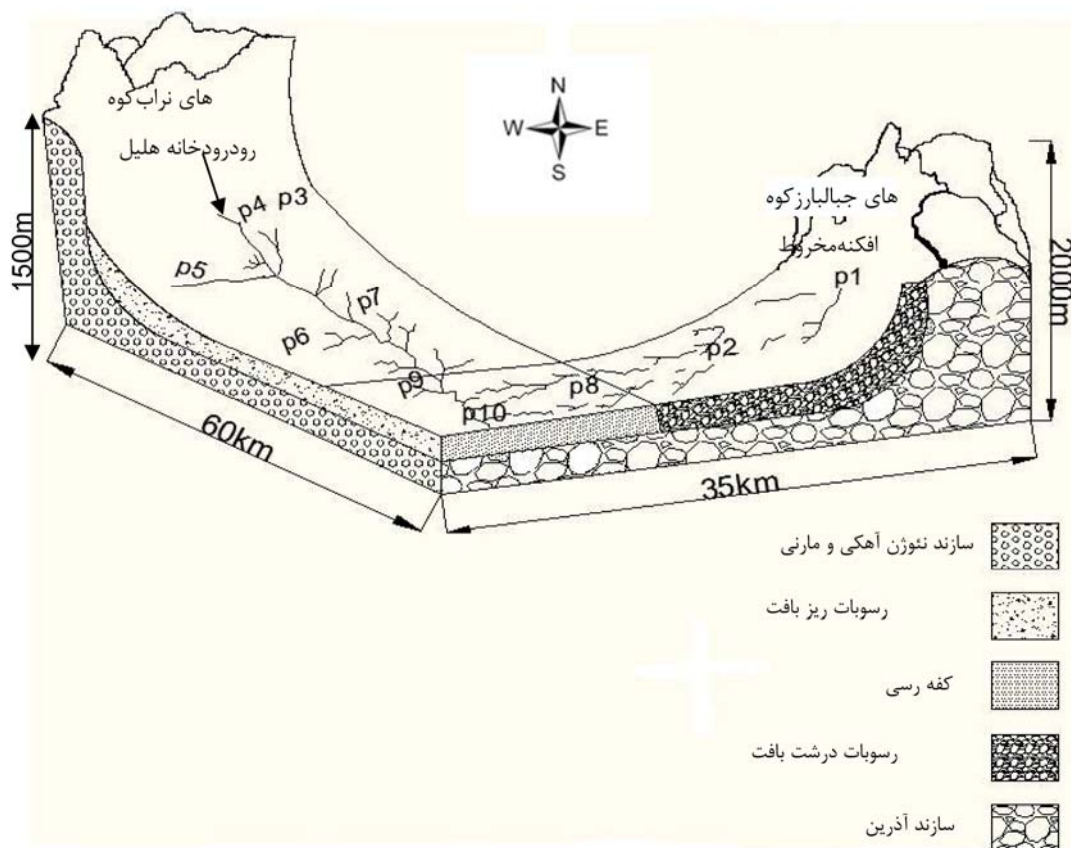 N
W E
S
های نراب‌کوه
رودرودخانه هلیل
p4 p3
p5
p7
p6
p9
p10
p8
p2
p1
های جبالبارزکوه
افکنه‌مخروط
1500m
2000m
60km
35km
سازند نئوژن آهکی و مارنی
رسوبات ریز بافت
کفه رسی
رسوبات درشت بافت
سازند آذرین